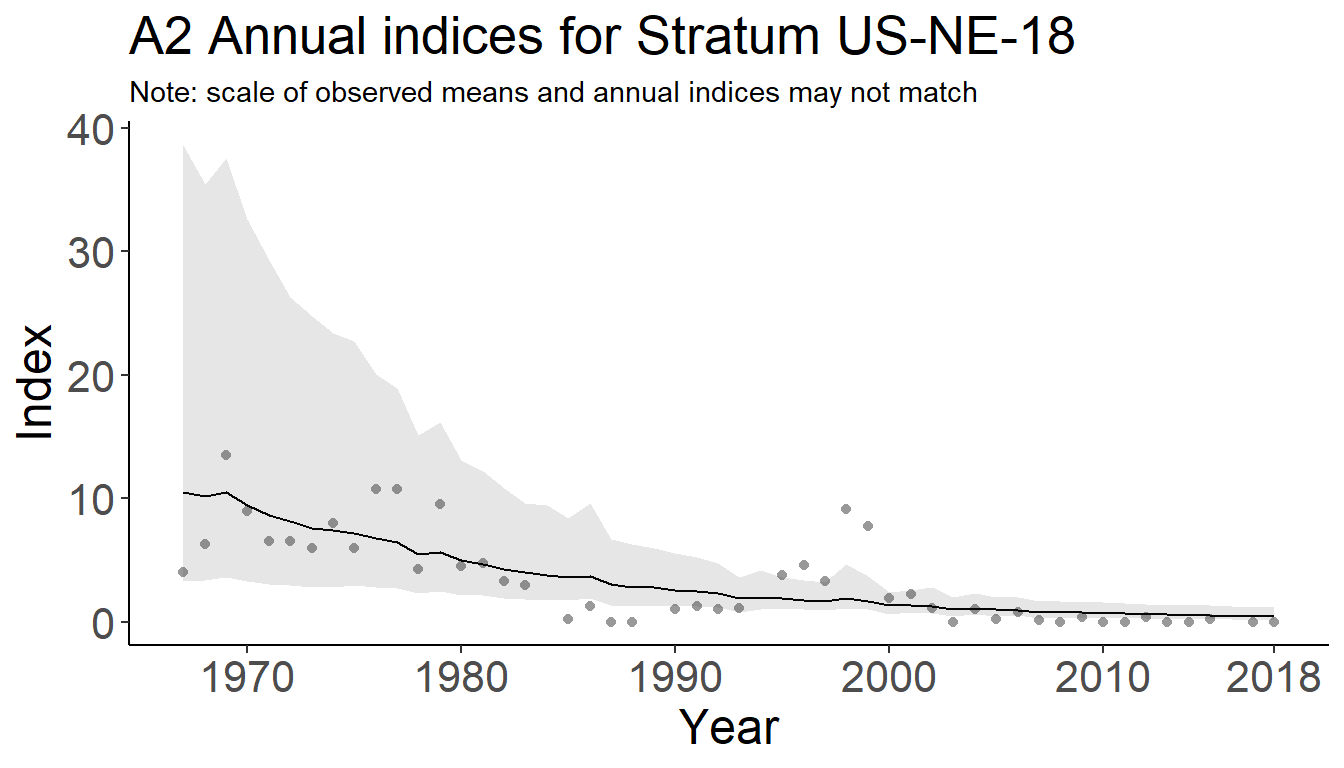 A2 Annual indices for Stratum US-NE-18
Note: scale of observed means and annual indices may not match
40
30
20
10
0
Index
1970 1980 1990 2000 2010 2018
Year